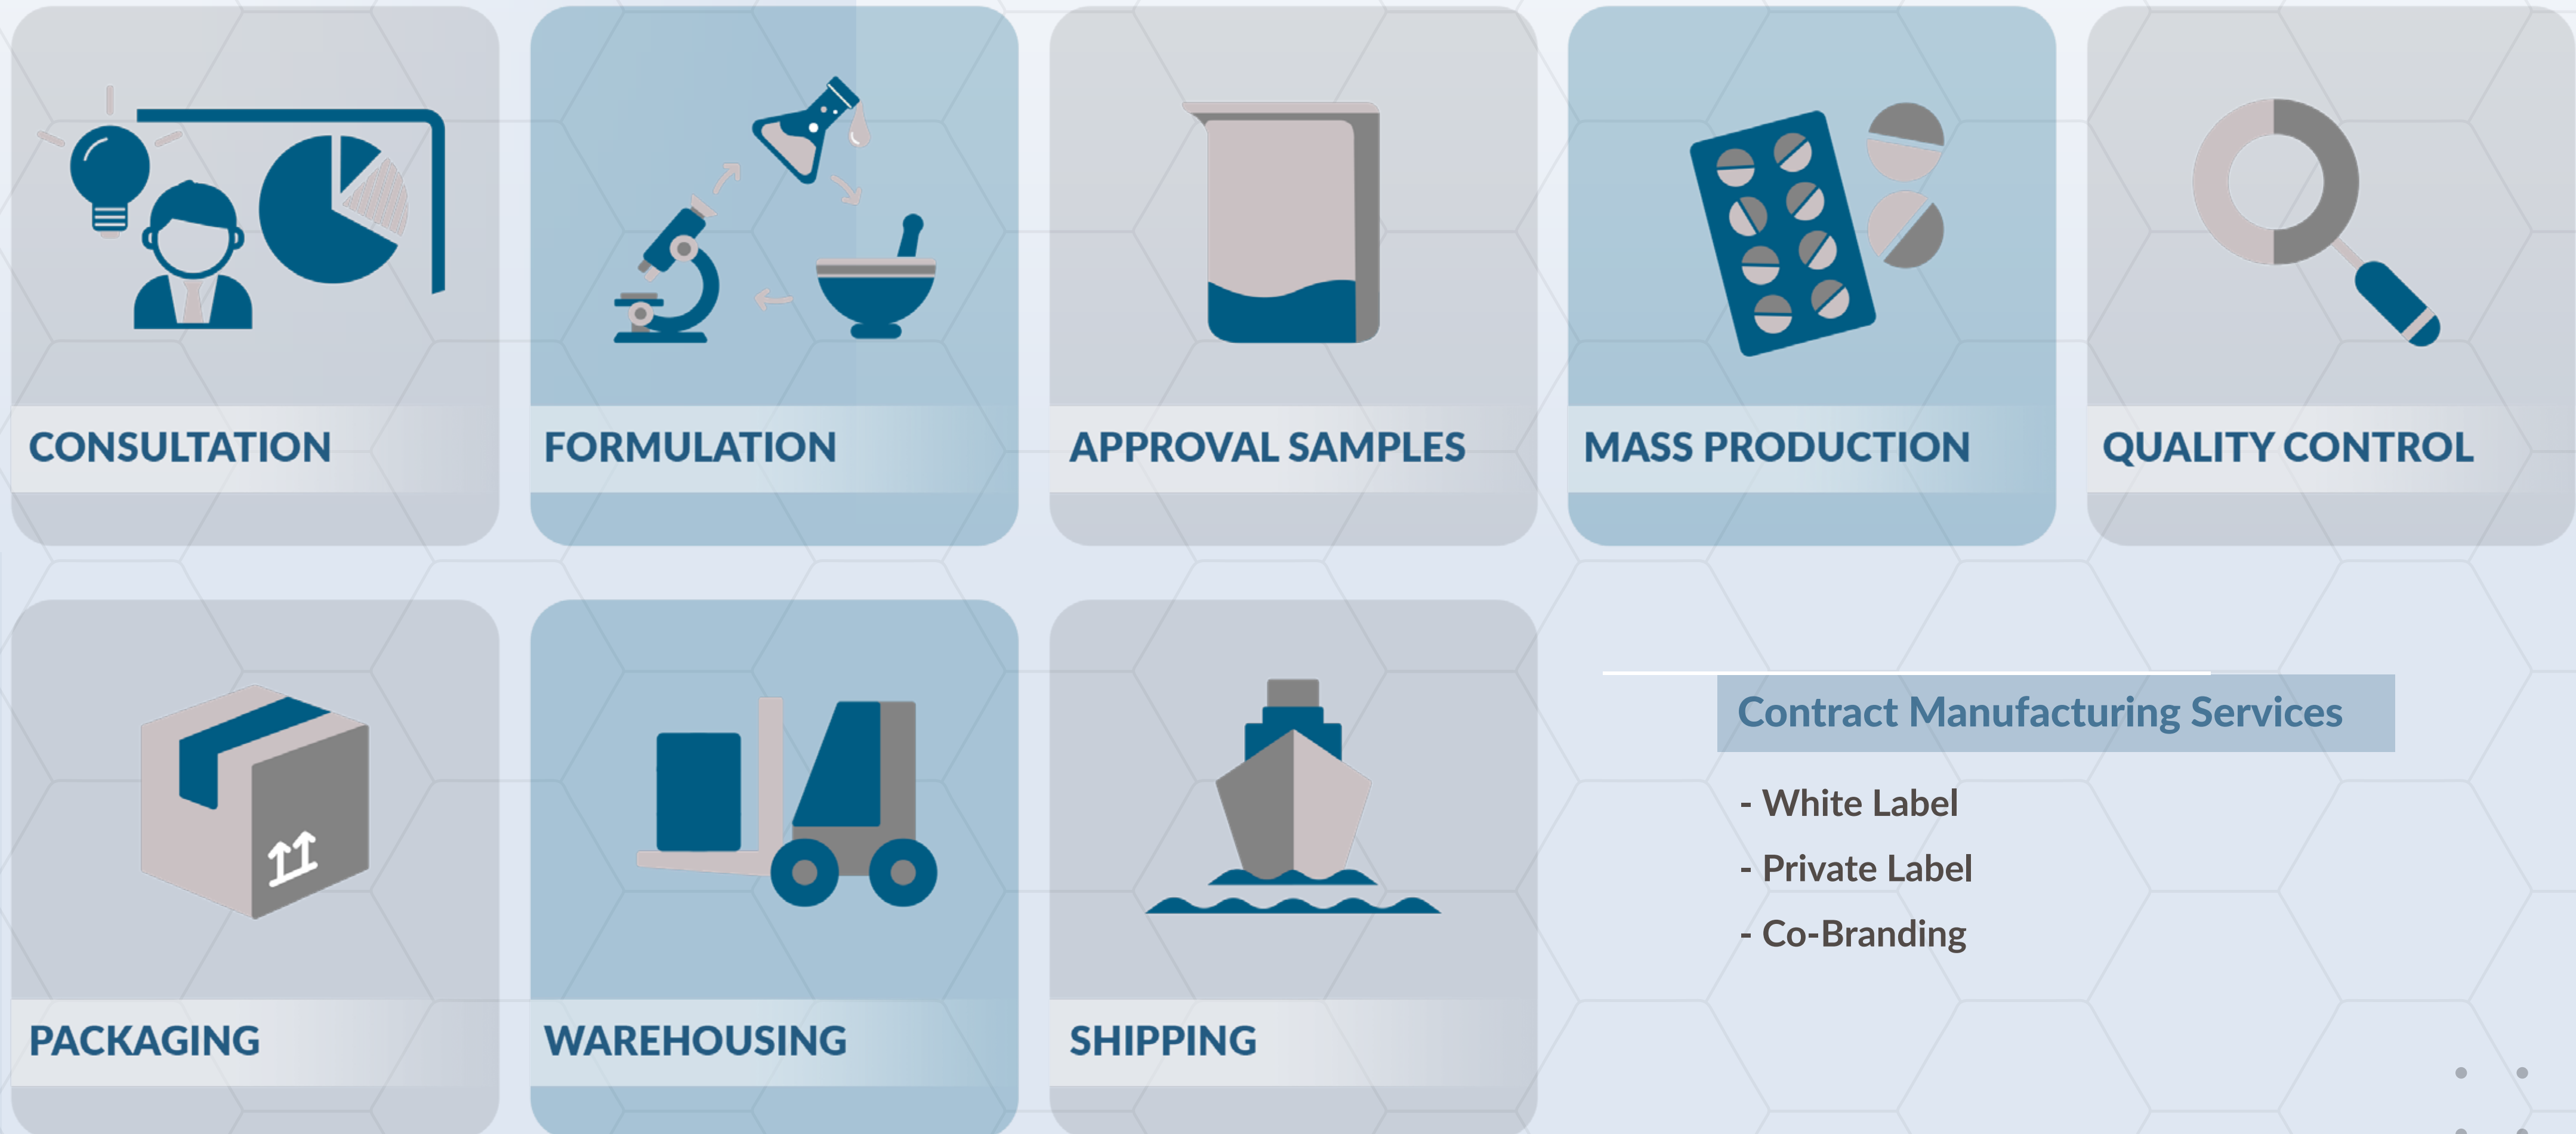 CONSULTATION
FORMULATION
APPROVAL SAMPLES
MASS PRODUCTION
QUALITY CONTROL
PACKAGING
WAREHOUSING
SHIPPING
Contract Manufacturing Services
- White Label
- Private Label
- Co-Branding